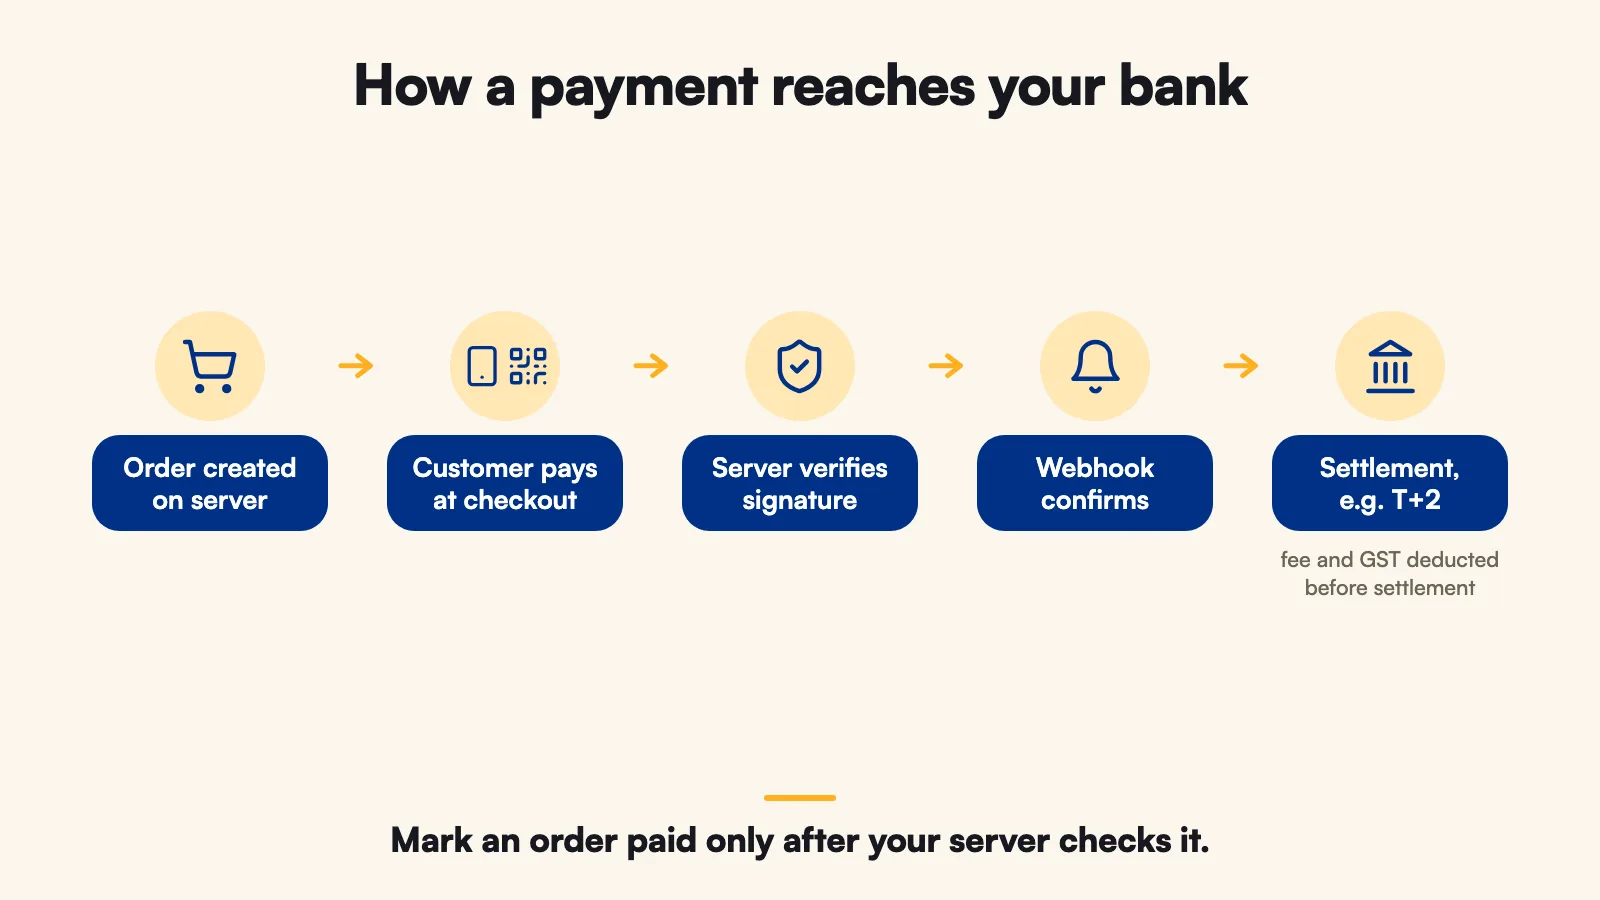 How a payment reaches your bank
Order created
on server
Customer pays
at checkout
Server verifies
signature
Webhook
confirms
Settlement,
e.g. T+2
fee and GST deducted
before settlement
Mark an order paid only after your server checks it.